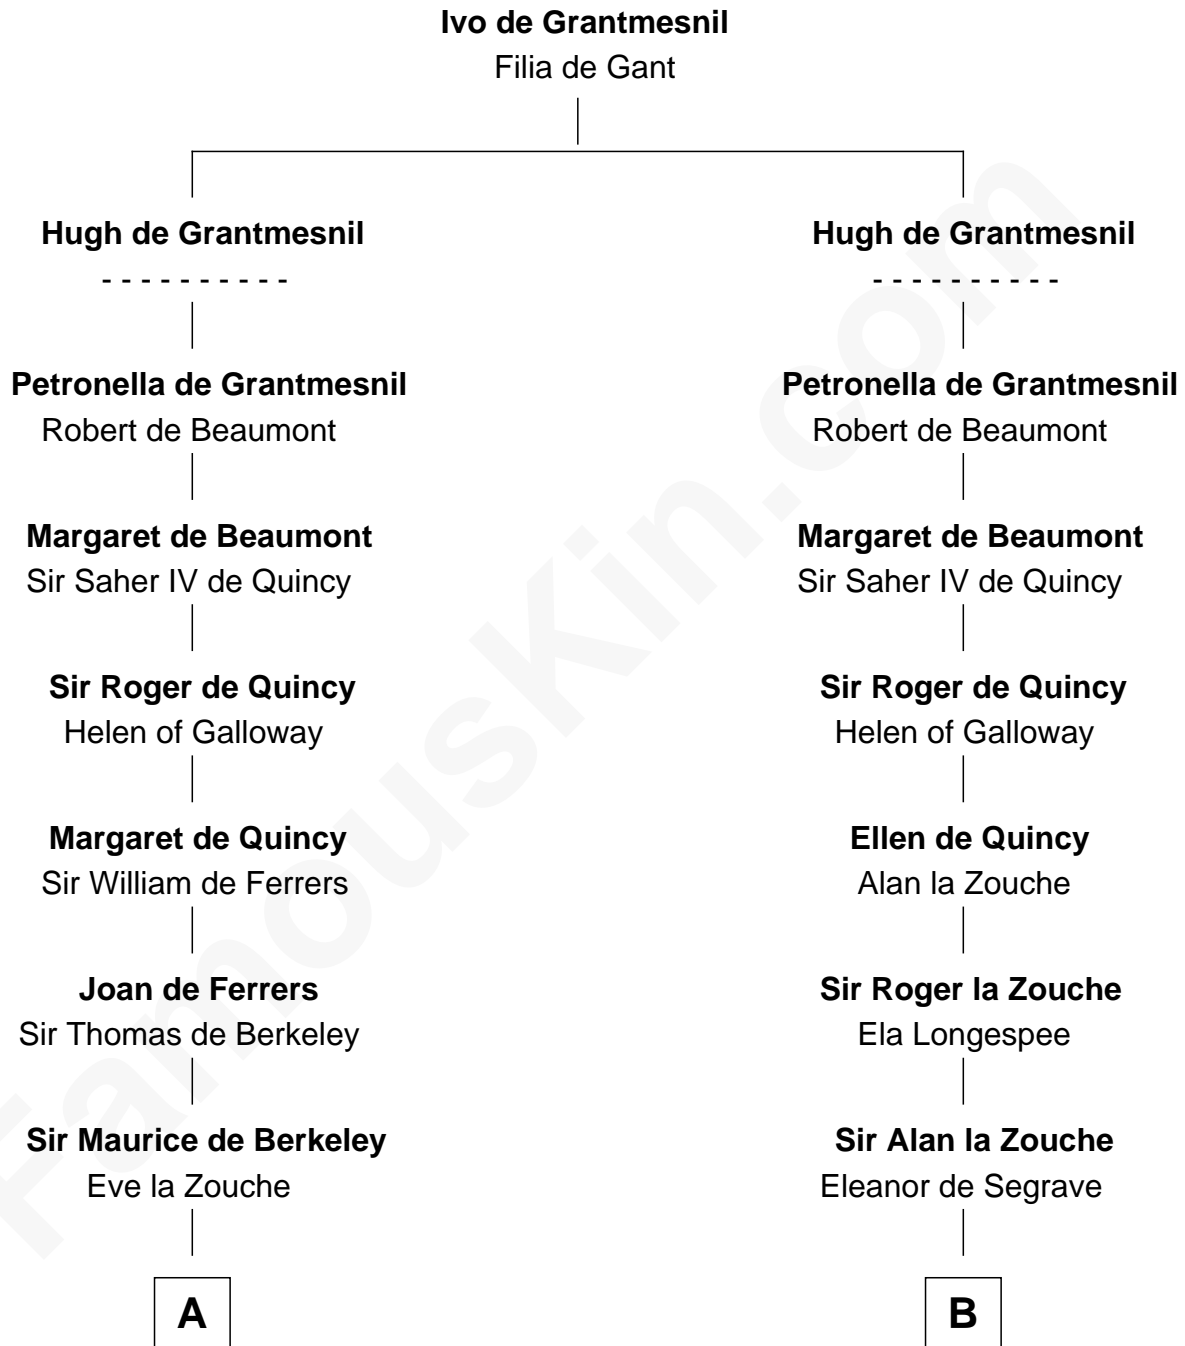 Ivo de Grantmesnil
Filia de Gant
Hugh de Grantmesnil
- - - - - - - - - -
Petronella de Grantmesnil
Robert de Beaumont
Margaret de Beaumont
Sir Saher IV de Quincy
Sir Roger de Quincy
Helen of Galloway
Margaret de Quincy
Sir William de Ferrers
Joan de Ferrers
Sir Thomas de Berkeley
Sir Maurice de Berkeley
Eve la Zouche
A
Hugh de Grantmesnil
- - - - - - - - - -
Petronella de Grantmesnil
Robert de Beaumont
Margaret de Beaumont
Sir Saher IV de Quincy
Sir Roger de Quincy
Helen of Galloway
Ellen de Quincy
Alan la Zouche
Sir Roger la Zouche
Ela Longespee
Sir Alan la Zouche
Eleanor de Segrave
B
FamousKin.com